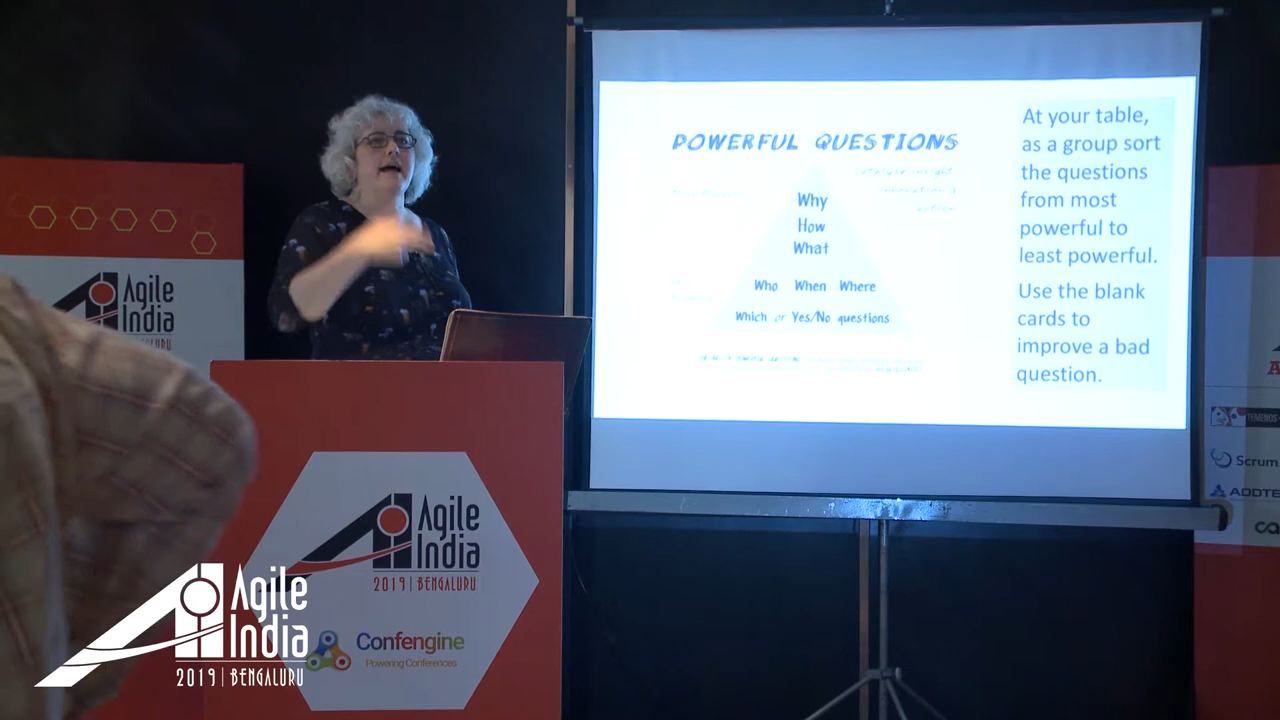 POWERFUL QUESTIONS
Why
How
What
Who When Where
Which or Yes/No questions
At your table,
as a group sort
the questions
from most
powerful to
least powerful.
Use the blank
cards to
improve a bad
question.
Agile
India
Agile
India
2019 | BENGALURU
Confengine
Powering Conferences
Agile
India
2019 | BENGALURU
TEMENOS
Scrum
ADDTE